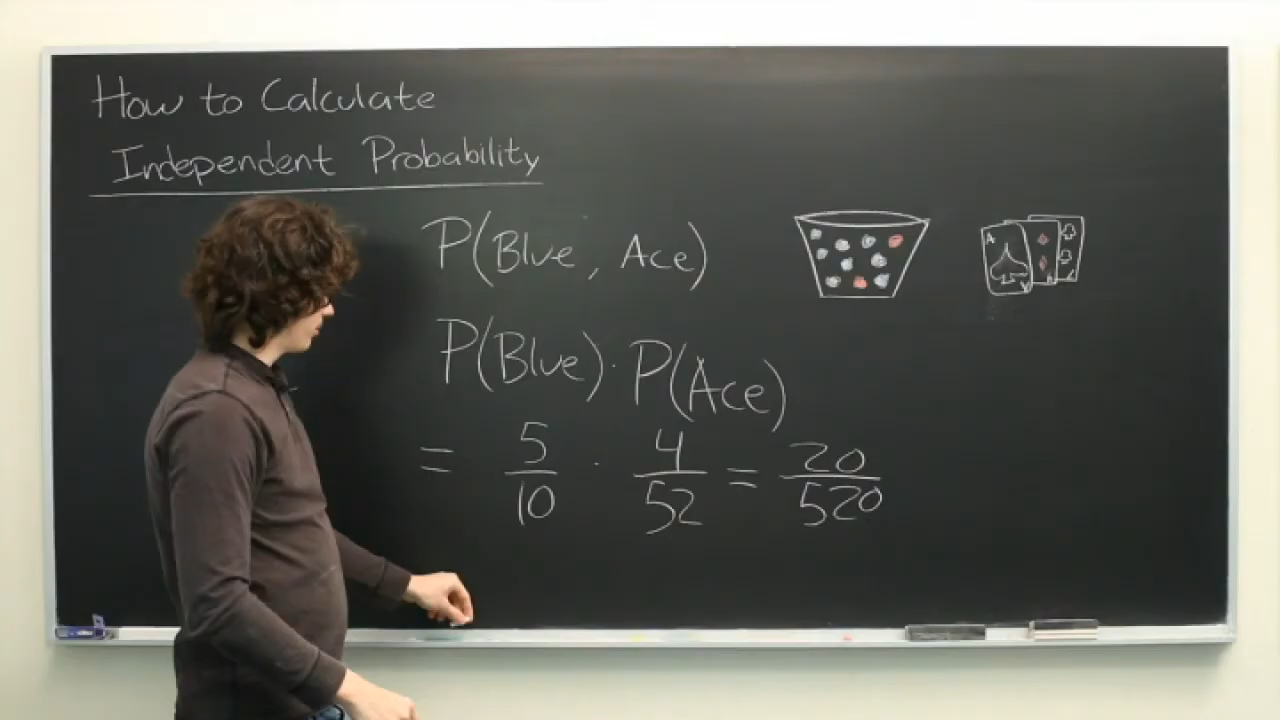 How to Calculate
Independent Probability
P(Blue, Ace)
P(Blue) · P(Ace)
= 5/10 · 4/52 = 20/520
A
A